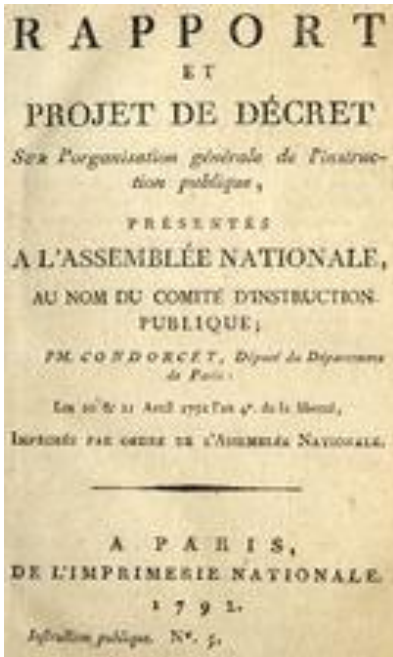 RAPPORT
ET
PROJET DE DÉCRET
Sur l'organisation générale de l'instruc-
tion publique,
PRÉSENTÉS
A L'ASSEMBLÉE NATIONALE,
AU NOM DU COMITÉ D'INSTRUCTION
PUBLIQUE;
CONDORCET, Député du Département
de Paris:
Les 20 & 21 Avril 1792 l'an 4e. de la liberté,
IMPRIMÉS PAR ORDRE DE L'ASSEMBLÉE NATIONALE.
A PARIS,
DE L'IMPRIMERIE NATIONALE.
1792.
Instruction publique. N°. 5.